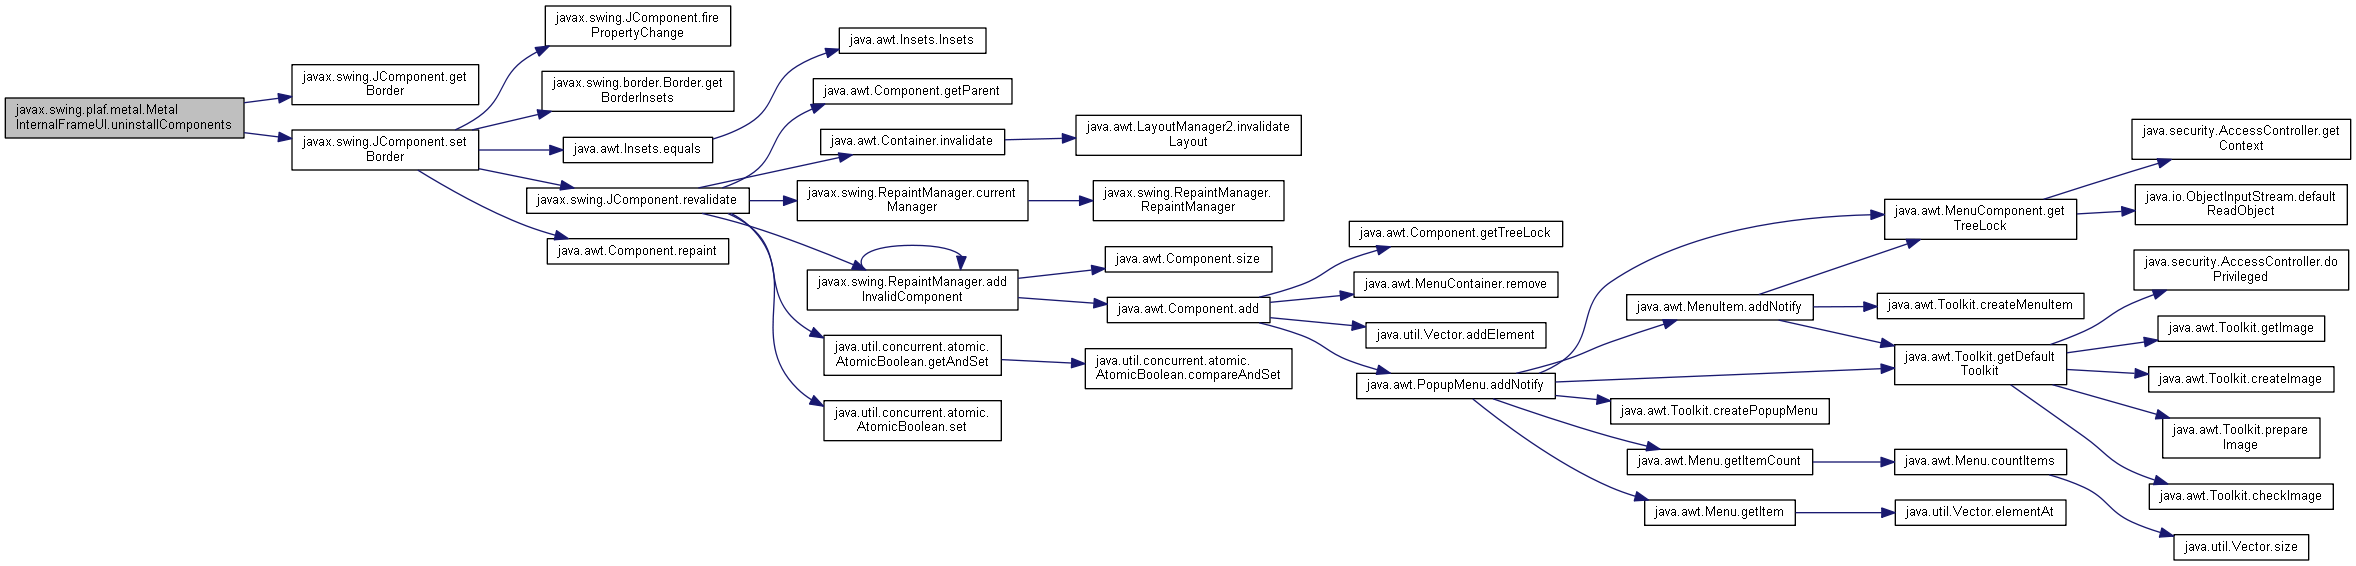 javax.swing.plaf.metal.Metal
InternalFrameUI.uninstallComponents
javax.swing.JComponent.get
Border
javax.swing.JComponent.set
Border
javax.swing.JComponent.fire
PropertyChange
javax.swing.border.Border.get
BorderInsets
java.awt.Insets.equals
javax.swing.JComponent.revalidate
java.awt.Component.repaint
java.awt.Insets.Insets
java.awt.Component.getParent
java.awt.Container.invalidate
javax.swing.RepaintManager.current
Manager
javax.swing.RepaintManager.add
InvalidComponent
java.util.concurrent.atomic.
AtomicBoolean.getAndSet
java.util.concurrent.atomic.
AtomicBoolean.set
java.awt.LayoutManager2.invalidate
Layout
javax.swing.RepaintManager.
RepaintManager
java.awt.Component.size
java.awt.Component.add
java.util.concurrent.atomic.
AtomicBoolean.compareAndSet
java.awt.Component.getTreeLock
java.awt.MenuContainer.remove
java.util.Vector.addElement
java.awt.PopupMenu.addNotify
java.awt.MenuItem.addNotify
java.awt.Toolkit.createPopupMenu
java.awt.Menu.getItemCount
java.awt.Menu.getItem
java.awt.MenuComponent.get
TreeLock
java.awt.Toolkit.createMenuItem
java.awt.Toolkit.getDefault
Toolkit
java.awt.Menu.countItems
java.util.Vector.elementAt
java.security.AccessController.get
Context
java.io.ObjectInputStream.default
ReadObject
java.security.AccessController.do
Privileged
java.awt.Toolkit.getImage
java.awt.Toolkit.createImage
java.awt.Toolkit.prepare
Image
java.awt.Toolkit.checkImage
java.util.Vector.size